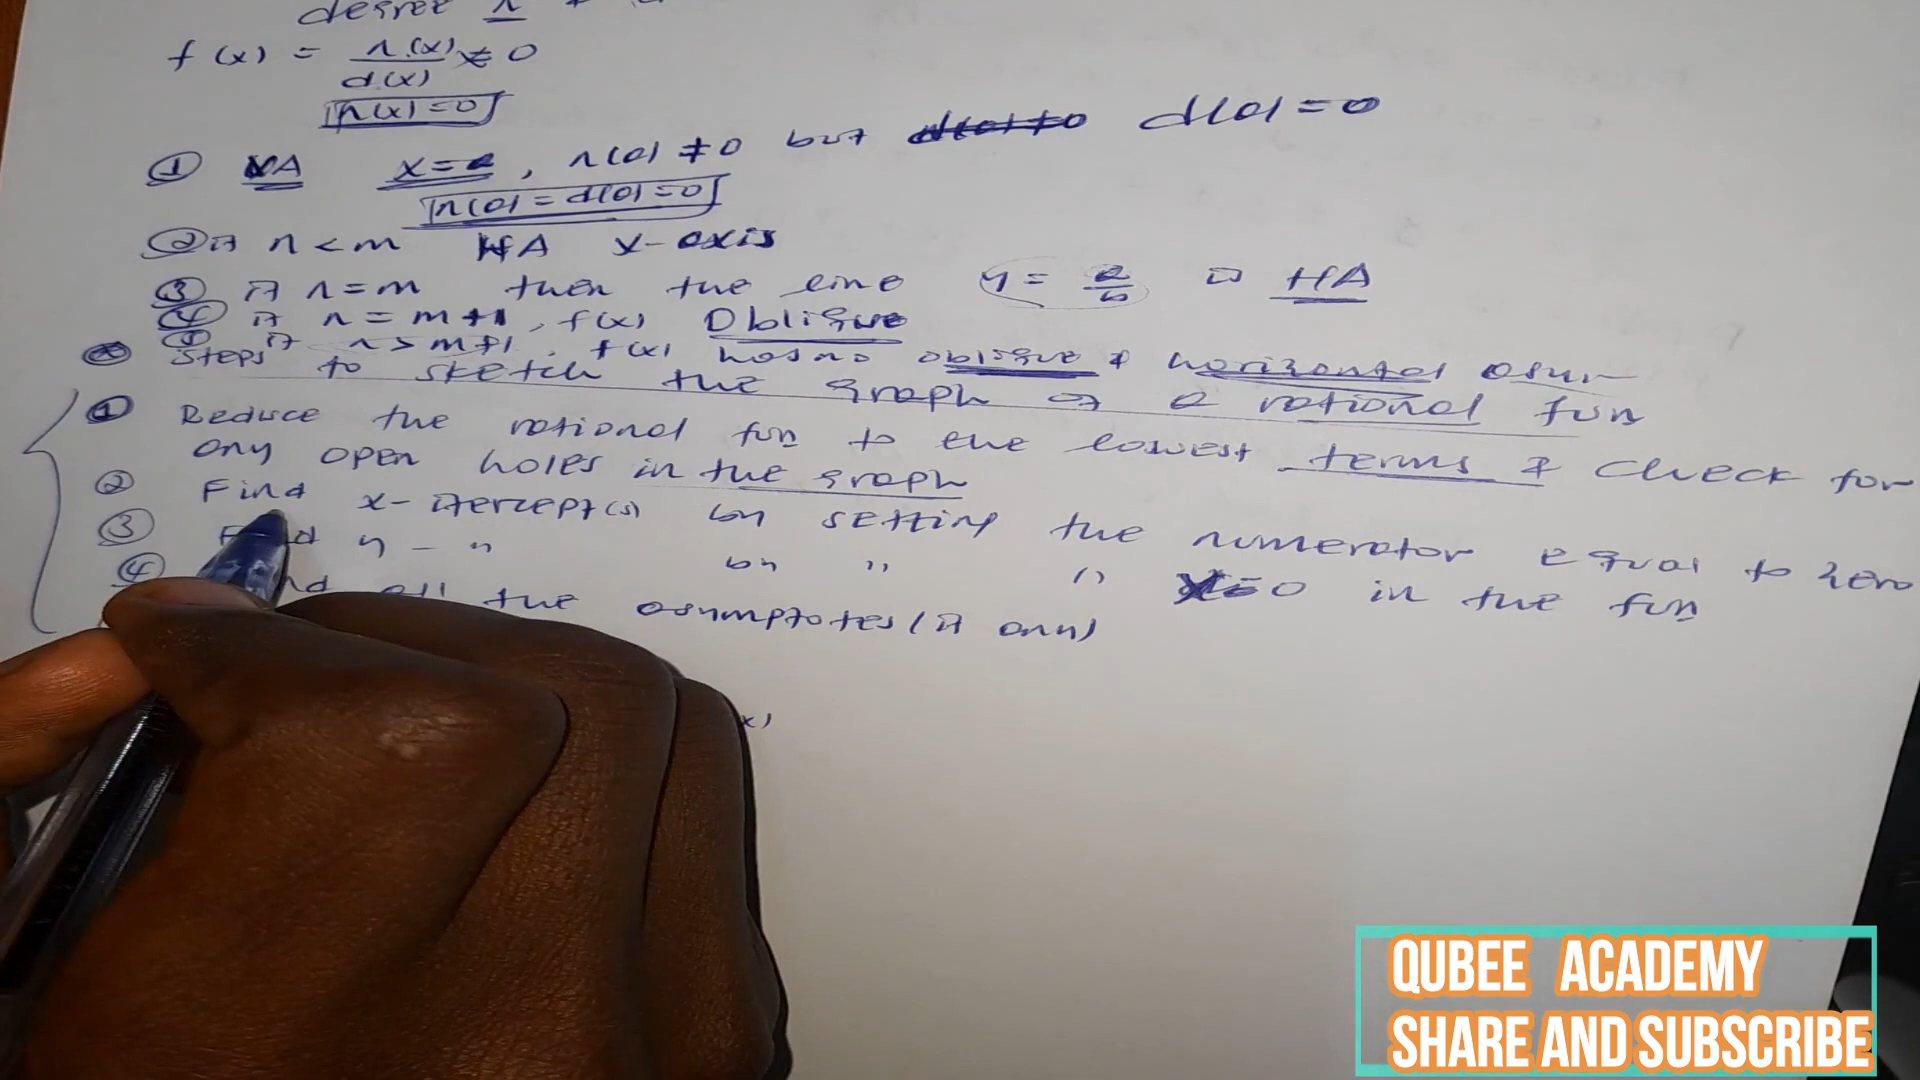 degree n
f(x) = n(x)/d(x) ≠ 0
n(x) = 0
① VA x = a, n(a) ≠ 0 but d(a) = 0
n(a) = d(a) = 0
② if n < m HA x-axis
③ if n = m then the line y = a/b is HA
④ if n = m+1, f(x) Oblique
⑤ if n > m+1, f(x) has no oblique & horizontal asym
Steps to sketch the graph of a rational fun
① Reduce the rational fun to the lowest terms & Check for
any open holes in the graph
② Find x-itercept(s) by setting the numerator equal to zero
③ Find y - " by " " x=0 in the fun
④ all the asymptotes (if any)
x)
QUBEE ACADEMY
SHARE AND SUBSCRIBE